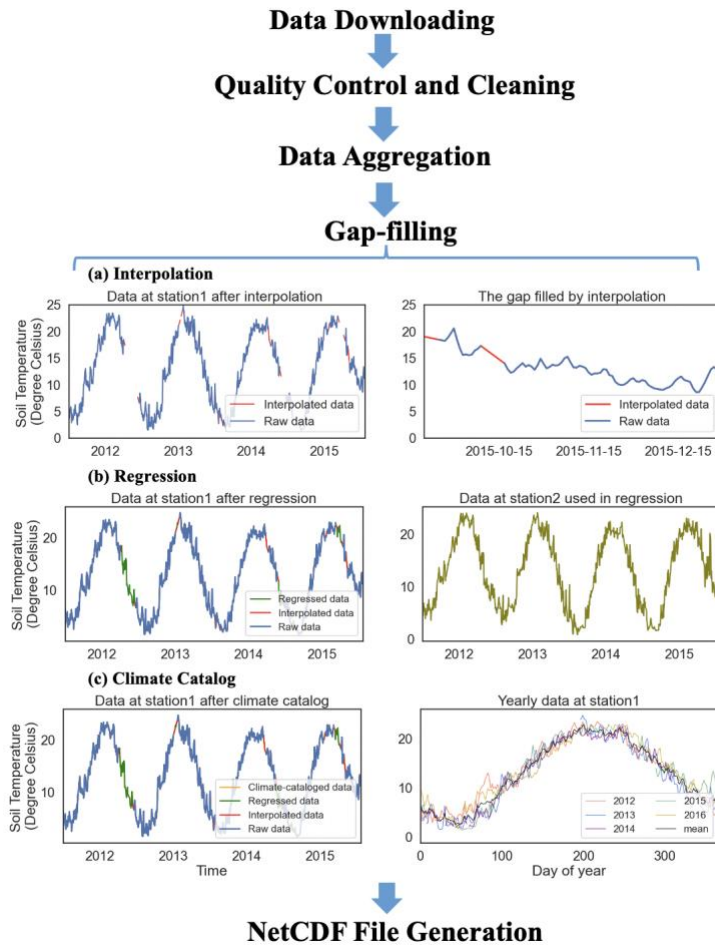 Data Downloading
Quality Control and Cleaning
Data Aggregation
Gap-filling
(a) Interpolation
Data at station1 after interpolation
Soil Temperature
(Degree Celsius)
25
20
15
10
5
0
Interpolated data
Raw data
2012 2013 2014 2015
The gap filled by interpolation
25
20
15
10
5
0
Interpolated data
Raw data
2015-10-15 2015-11-15 2015-12-15
(b) Regression
Data at station1 after regression
Soil Temperature
(Degree Celsius)
20
10
Regressed data
Interpolated data
Raw data
2012 2013 2014 2015
Data at station2 used in regression
20
10
0
2012 2013 2014 2015
(c) Climate Catalog
Data at station1 after climate catalog
Soil Temperature
(Degree Celsius)
20
10
Climate-cataloged data
Regressed data
Interpolated data
Raw data
2012 2013 2014 2015
Time
Yearly data at station1
20
10
0
2012 2015
2013 2016
2014 mean
0 100 200 300
Day of year
NetCDF File Generation